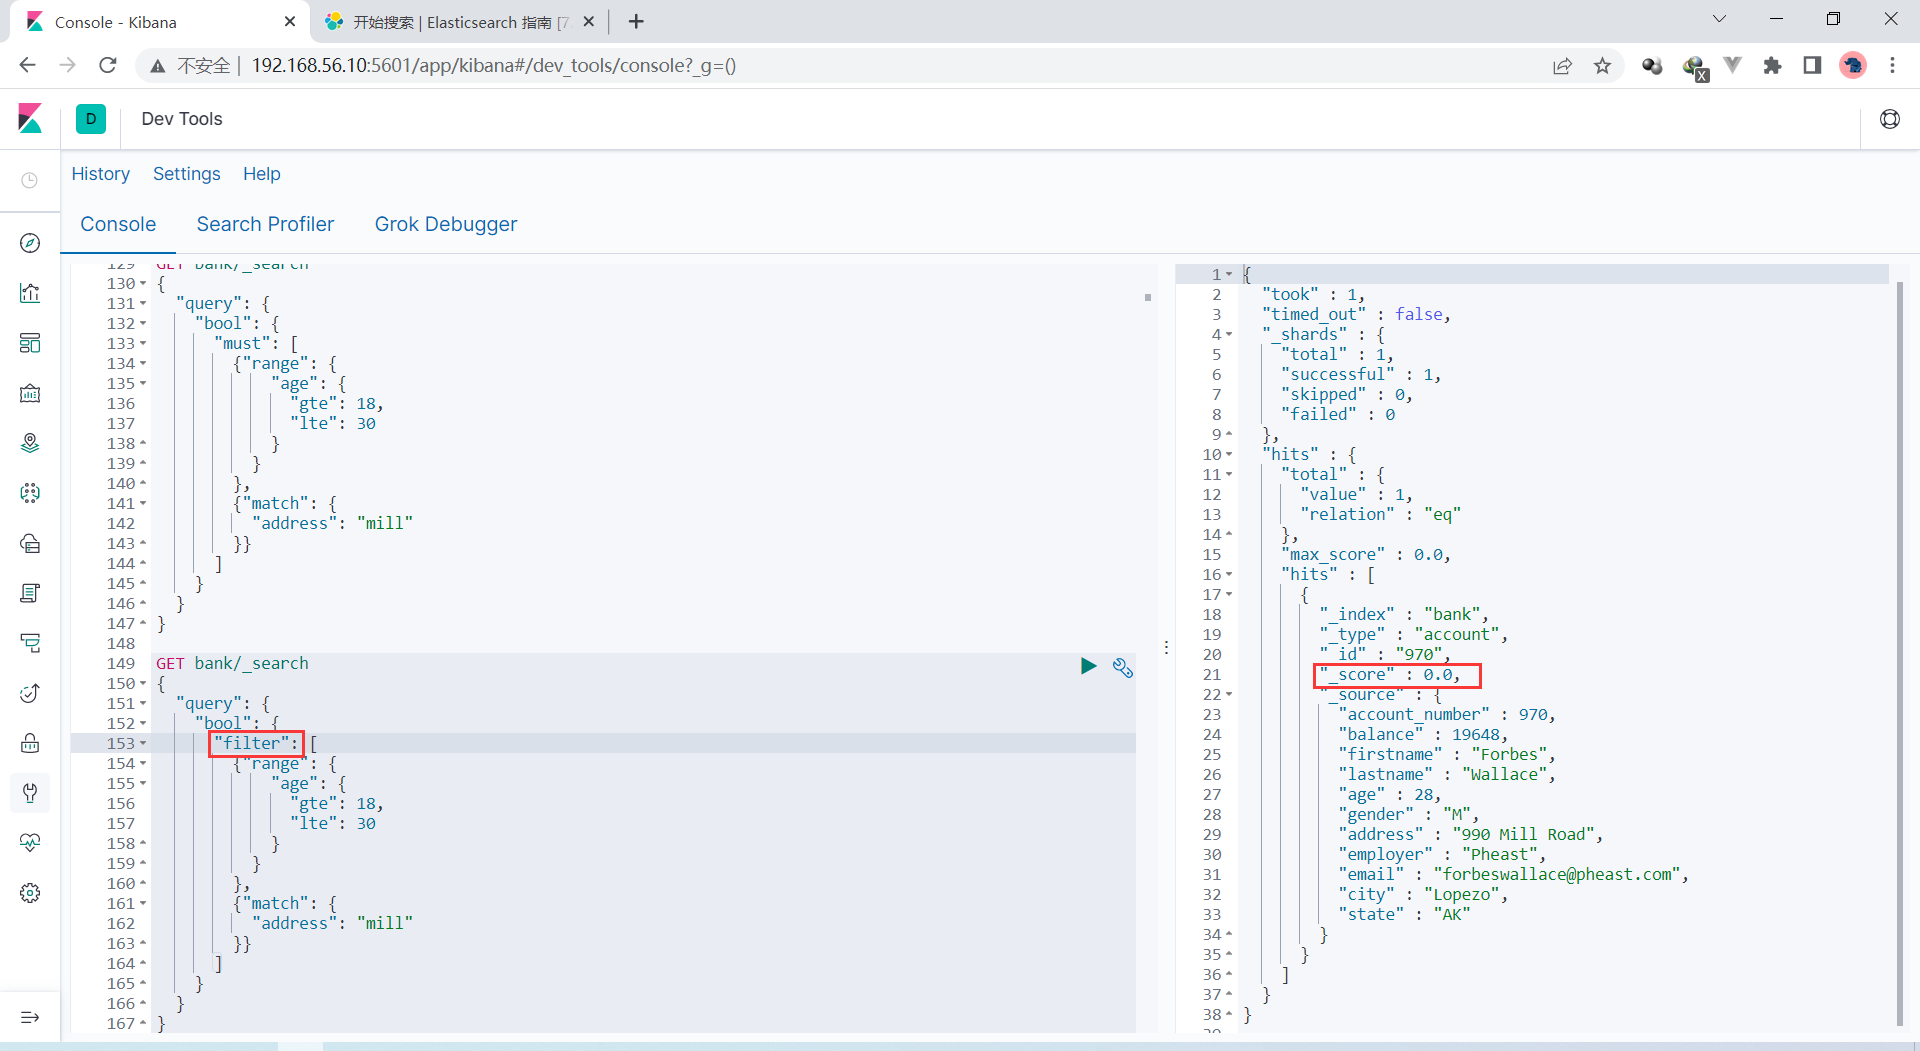 Console - Kibana
开始搜索 | Elasticsearch 指南 [7
不安全 | 192.168.56.10:5601/app/kibana#/dev_tools/console?_g=()
X
D
Dev Tools
History Settings Help
Console Search Profiler Grok Debugger
129 GET bank/_search
130 {
131 "query": {
132 "bool": {
133 "must": [
134 {"range": {
135 "age": {
136 "gte": 18,
137 "lte": 30
138 }
139 }
140 },
141 {"match": {
142 "address": "mill"
143 }}
144 ]
145 }
146 }
147 }
148
149 GET bank/_search
150 {
151 "query": {
152 "bool": {
153 "filter": [
154 {"range": {
155 "age": {
156 "gte": 18,
157 "lte": 30
158 }
159 }
160 },
161 {"match": {
162 "address": "mill"
163 }}
164 ]
165 }
166 }
167 }
1 {
2 "took" : 1,
3 "timed_out" : false,
4 "_shards" : {
5 "total" : 1,
6 "successful" : 1,
7 "skipped" : 0,
8 "failed" : 0
9 },
10 "hits" : {
11 "total" : {
12 "value" : 1,
13 "relation" : "eq"
14 },
15 "max_score" : 0.0,
16 "hits" : [
17 {
18 "_index" : "bank",
19 "_type" : "account",
20 "_id" : "970",
21 "_score" : 0.0,
22 "_source" : {
23 "account_number" : 970,
24 "balance" : 19648,
25 "firstname" : "Forbes",
26 "lastname" : "Wallace",
27 "age" : 28,
28 "gender" : "M",
29 "address" : "990 Mill Road",
30 "employer" : "Pheast",
31 "email" : "forbeswallace@pheast.com",
32 "city" : "Lopezo",
33 "state" : "AK"
34 }
35 }
36 ]
37 }
38 }
39